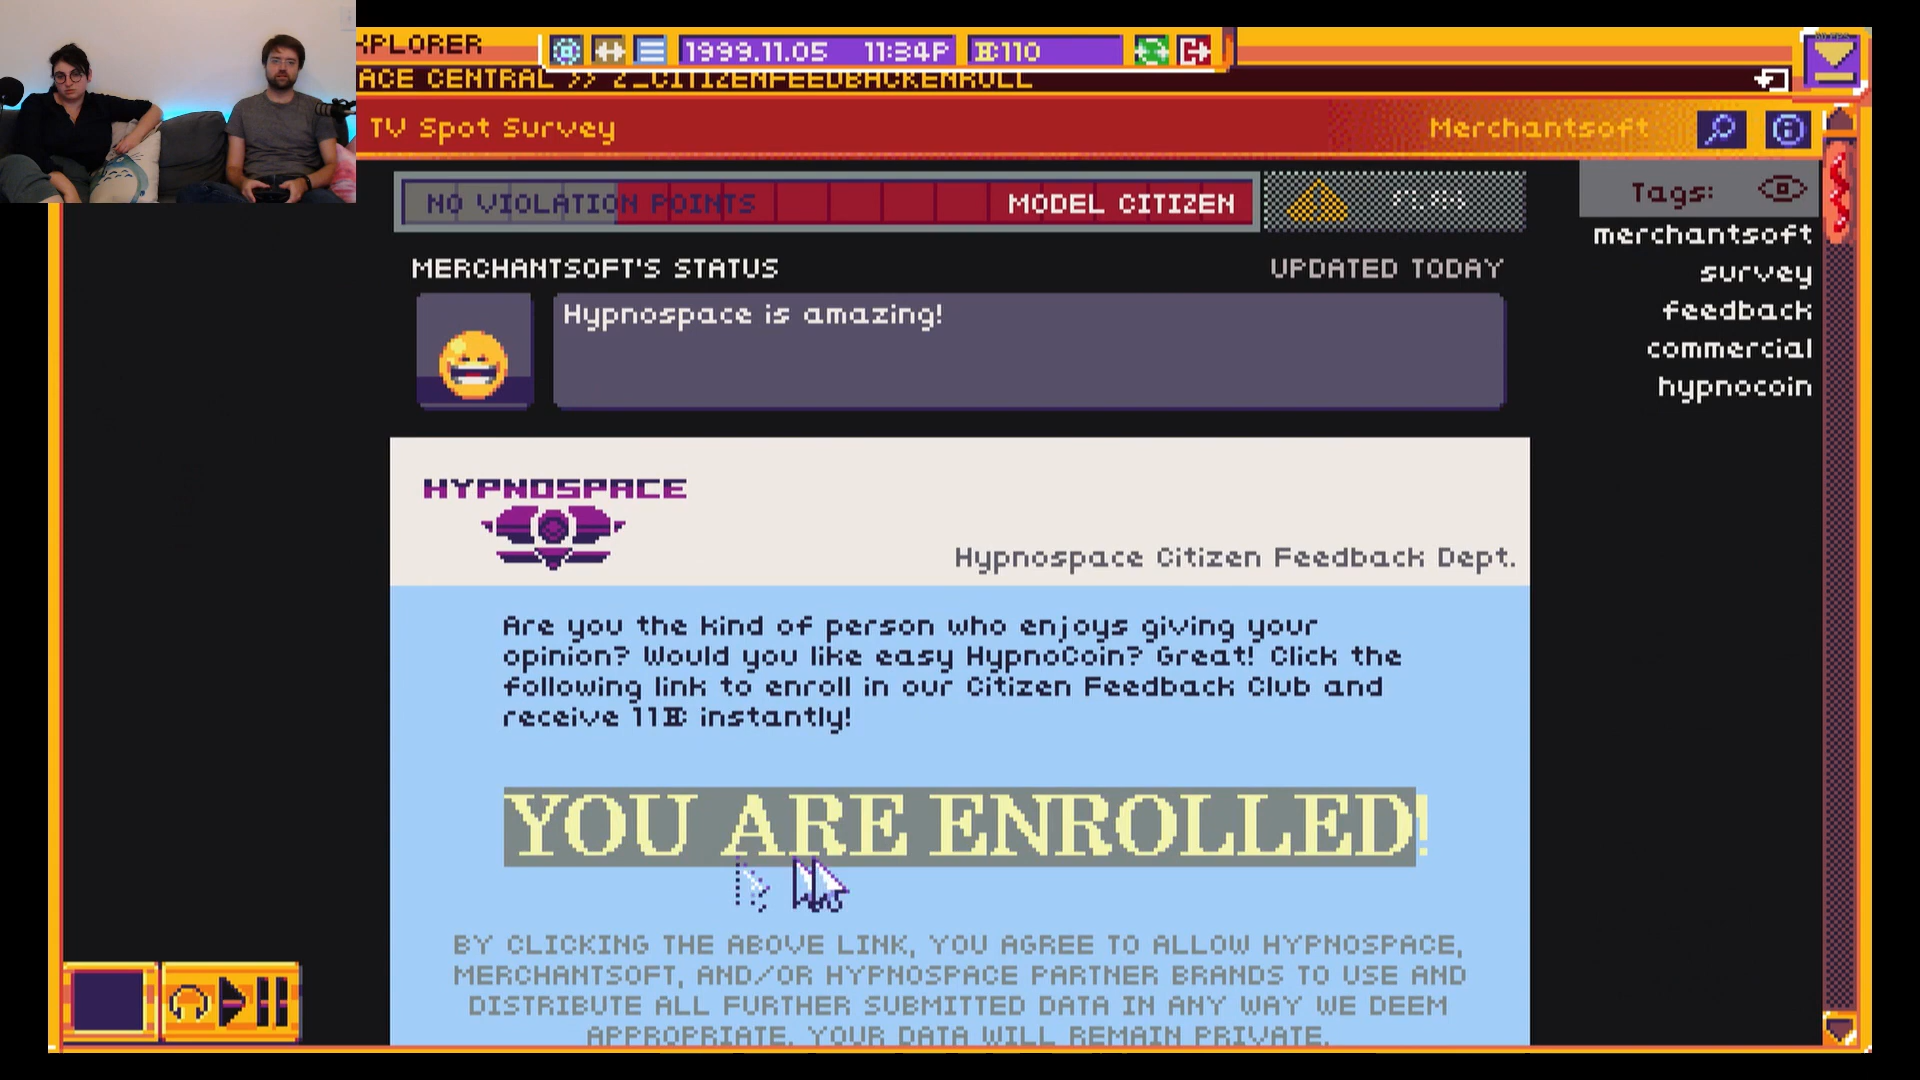 XPLORER
1999.11.05 11:34P
110
ACE CENTRAL >> Z_CITIZENFEEDBACKENROLL
TV Spot Survey
Merchantsoft
NO VIOLATION POINTS
MODEL CITIZEN
Tags:
merchantsoft
survey
feedback
commercial
hypnocoin
MERCHANTSOFT'S STATUS
UPDATED TODAY
Hypnospace is amazing!
HYPNOSPACE
Hypnospace Citizen Feedback Dept.
Are you the kind of person who enjoys giving your
opinion? Would you like easy HypnoCoin? Great! Click the
following link to enroll in our Citizen Feedback Club and
receive 11 instantly!
YOU ARE ENROLLED!
BY CLICKING THE ABOVE LINK, YOU AGREE TO ALLOW HYPNOSPACE,
MERCHANTSOFT, AND/OR HYPNOSPACE PARTNER BRANDS TO USE AND
DISTRIBUTE ALL FURTHER SUBMITTED DATA IN ANY WAY WE DEEM
APPROPRIATE. YOUR DATA WILL REMAIN PRIVATE.